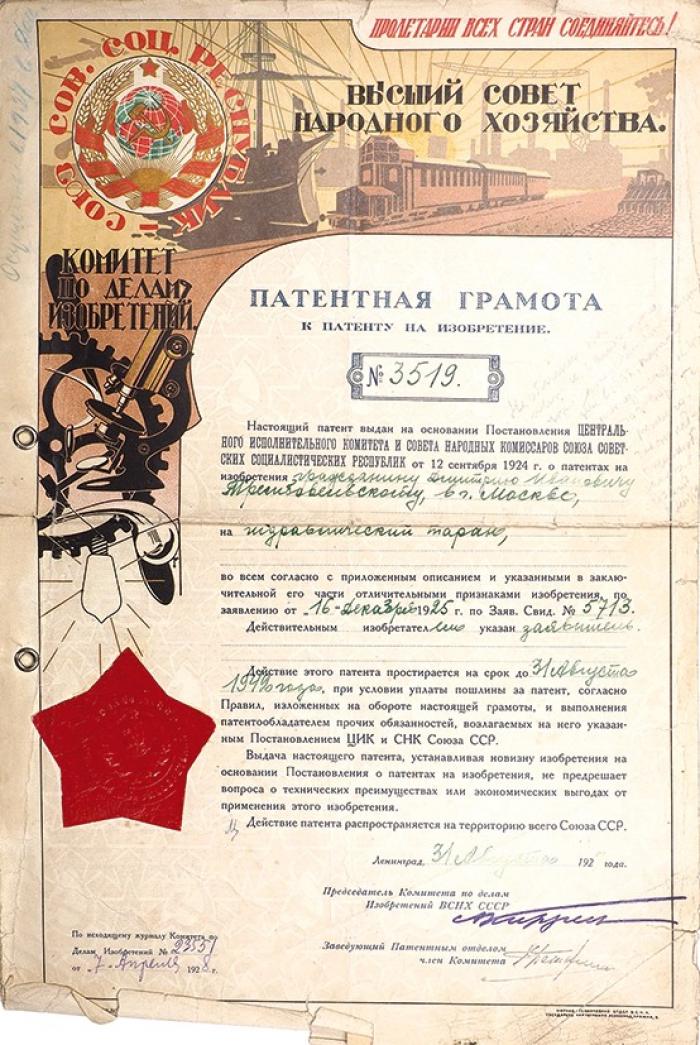 ПРОЛЕТАРИИ ВСЕХ СТРАН СОЕДИНЯЙТЕСЬ!
СОЮЗ СОВ. СОЦ. РЕСПУБЛИК
ВЫСШИЙ СОВЕТ
НАРОДНОГО ХОЗЯЙСТВА.
КОМИТЕТ
ПО ДЕЛАМ
ИЗОБРЕТЕНИЙ.
ПАТЕНТНАЯ ГРАМОТА
К ПАТЕНТУ НА ИЗОБРЕТЕНИЕ.
№ 3519.
Настоящий патент выдан на основании Постановления ЦЕНТРАЛЬ-
НОГО ИСПОЛНИТЕЛЬНОГО КОМИТЕТА И СОВЕТА НАРОДНЫХ КОМИССАРОВ СОЮЗА СОВЕТ-
СКИХ СОЦИАЛИСТИЧЕСКИХ РЕСПУБЛИК от 12 сентября 1924 г. о патентах на
изобретения гражданину Дмитрию Ивановичу
в г. Москве,
на гидравлический таран,
во всем согласно с приложенным описанием и указанными в заклю-
чительной его части отличительными признаками изобретения, по
заявлению от "16" декабря 1925 г. по Заяв. Свид. № 5713.
Действительным изобретателем указан заявитель.
Действие этого патента простирается на срок до 31 Августа
1942 года, при условии уплаты пошлины за патент, согласно
Правил, изложенных на обороте настоящей грамоты, и выполнения
патентообладателем прочих обязанностей, возлагаемых на него указан-
ным Постановлением ЦИК и СНК Союза ССР.
Выдача настоящего патента, устанавливая новизну изобретения на
основании Постановления о патентах на изобретения, не предрешает
вопроса о технических преимуществах или экономических выгодах от
применения этого изобретения.
Действие патента распространяется на территорию всего Союза ССР.
Ленинград, 31 Августа 192 года.
Председатель Комитета по делам
Изобретений ВСНХ СССР
По исходящему журналу Комитета по
Делам Изобретений № 23551
от "7" Апреля 1928 г.
Заведующий Патентным отделом
член Комитета